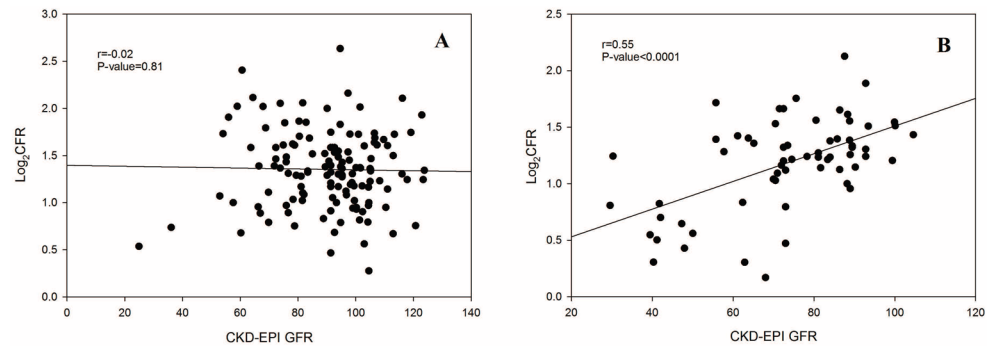 A
r=-0.02
P-value=0.81
3.0
2.5
2.0
1.5
1.0
0.5
0.0
Log2CFR
0 20 40 60 80 100 120 140
CKD-EPI GFR
B
r=0.55
P-value<0.0001
2.5
2.0
1.5
1.0
0.5
0.0
Log2CFR
20 40 60 80 100 120
CKD-EPI GFR